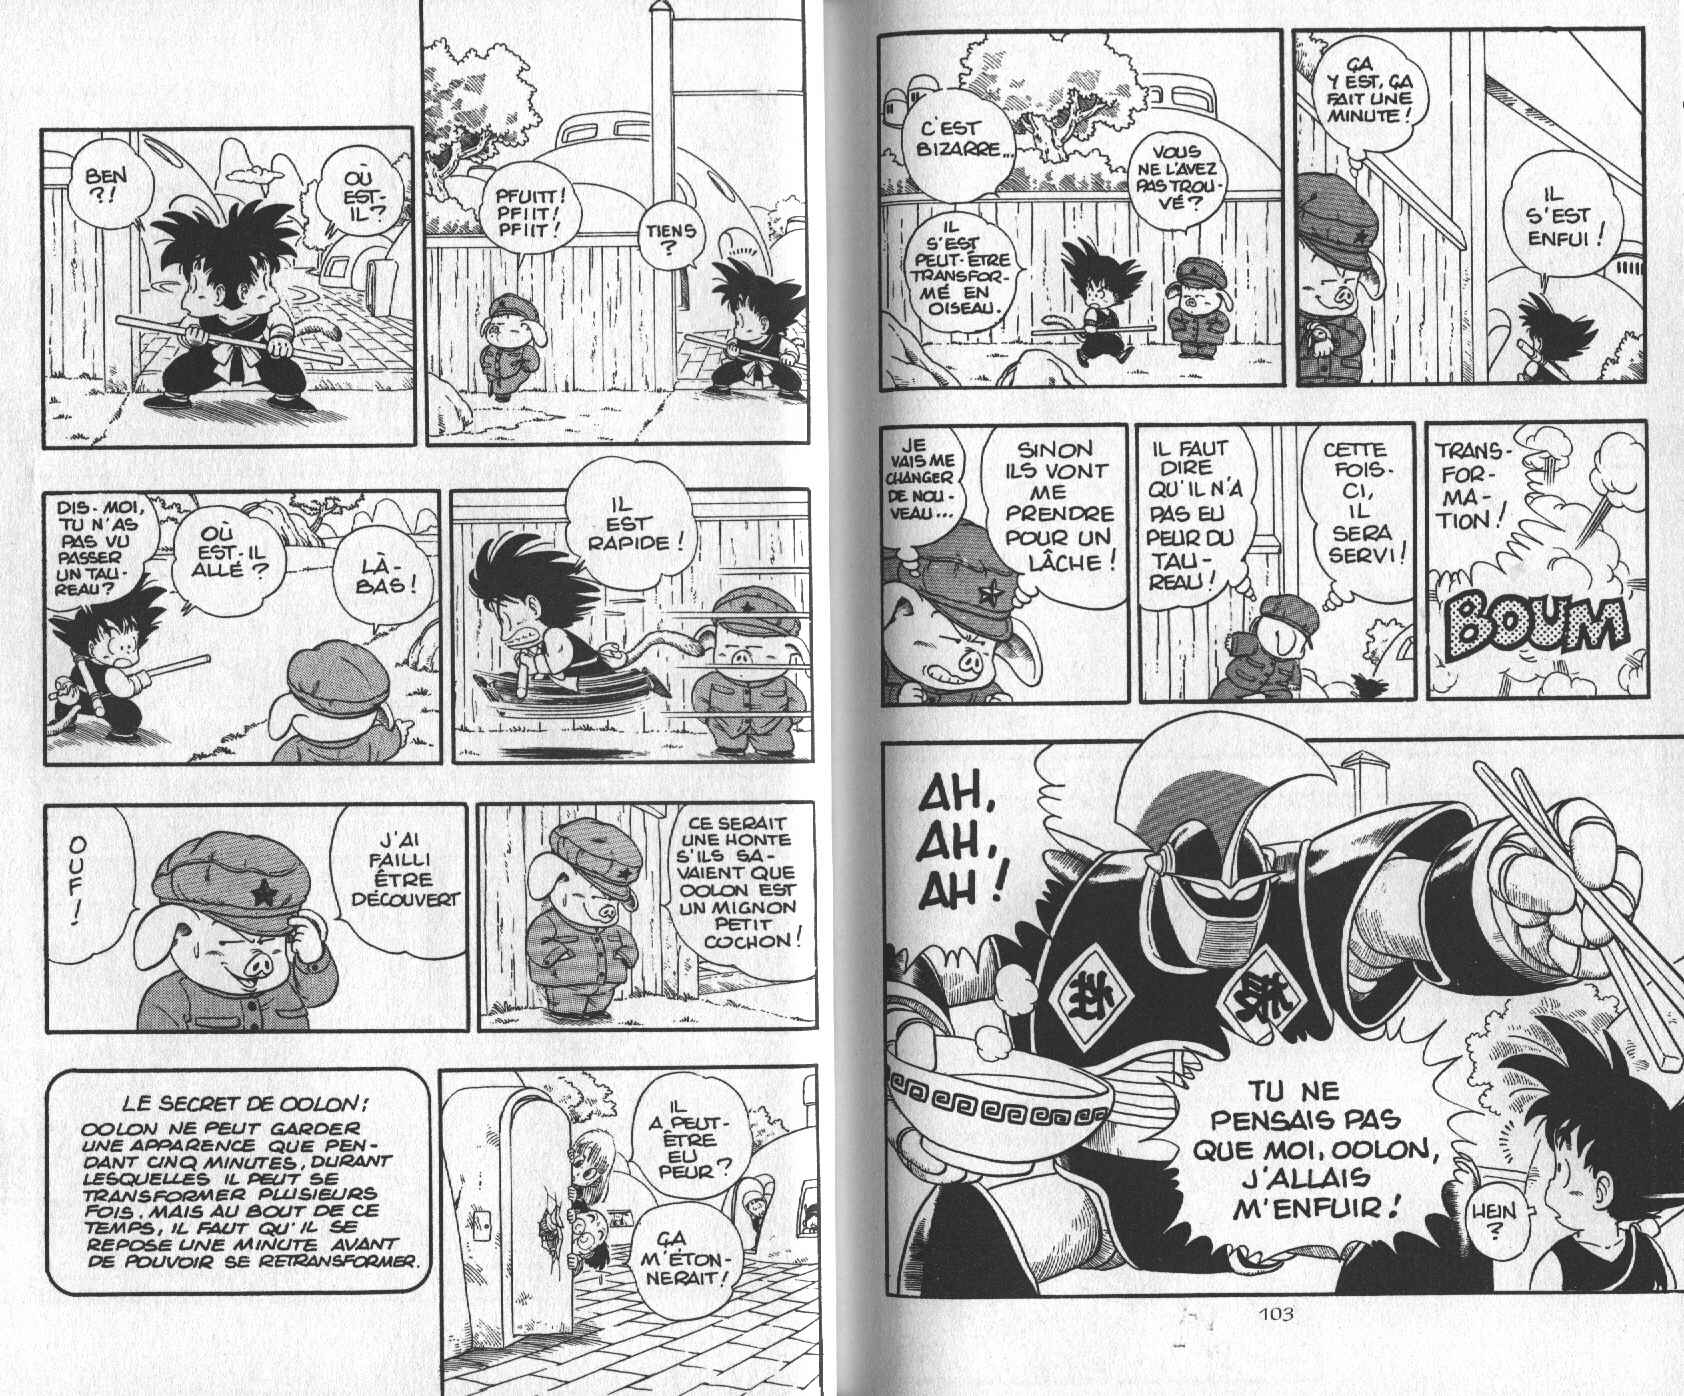 BEN
?!
OÙ
EST-
IL?
PFUITT!
PFIIT!
PFIIT!
TIENS
?
DIS-MOI,
TU N'AS
PAS VU
PASSER
UN TAU-
REAU?
OÙ
EST-IL
ALLÉ?
LÀ-
BAS!
IL
EST
RAPIDE!
OUF!
J'AI
FAILLI
ÊTRE
DÉCOUVERT
CE SERAIT
UNE HONTE
S'ILS SA-
VAIENT QUE
OOLON EST
UN MIGNON
PETIT
COCHON!
LE SECRET DE OOLON:
OOLON NE PEUT GARDER
UNE APPARENCE QUE PEN-
DANT CINQ MINUTES, DURANT
LESQUELLES IL PEUT SE
TRANSFORMER PLUSIEURS
FOIS. MAIS AU BOUT DE CE
TEMPS, IL FAUT QU'IL SE
REPOSE UNE MINUTE AVANT
DE POUVOIR SE RETRANSFORMER.
IL
A PEUT-
ÊTRE
EU
PEUR?
ÇA
M'ÉTON-
NERAIT!
C'EST
BIZARRE...
IL
S'EST
PEUT-ÊTRE
TRANSFOR-
MÉ EN
OISEAU.
VOUS
NE L'AVEZ
PAS TROU-
VÉ?
ÇA
Y EST, ÇA
FAIT UNE
MINUTE!
IL
S'EST
ENFUI!
JE
VAIS ME
CHANGER
DE NOU-
VEAU...
SINON
ILS VONT
ME
PRENDRE
POUR UN
LÂCHE!
IL FAUT
DIRE
QU'IL N'A
PAS EU
PEUR DU
TAU-
REAU!
CETTE
FOIS-
CI,
IL
SERA
SERVI!
TRANS-
FOR-
MA-
TION!
BOUM
AH,
AH,
AH!
TU NE
PENSAIS PAS
QUE MOI, OOLON,
J'ALLAIS
M'ENFUIR!
HEIN
?
103